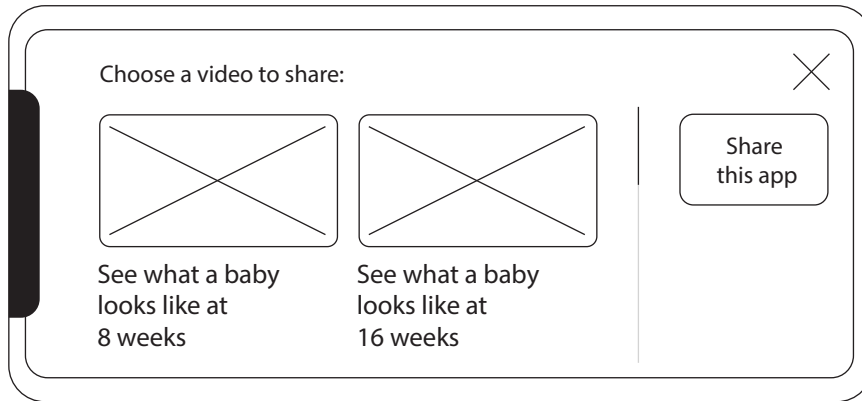 Choose a video to share:
Share
this app
See what a baby
looks like at
8 weeks
See what a baby
looks like at
16 weeks